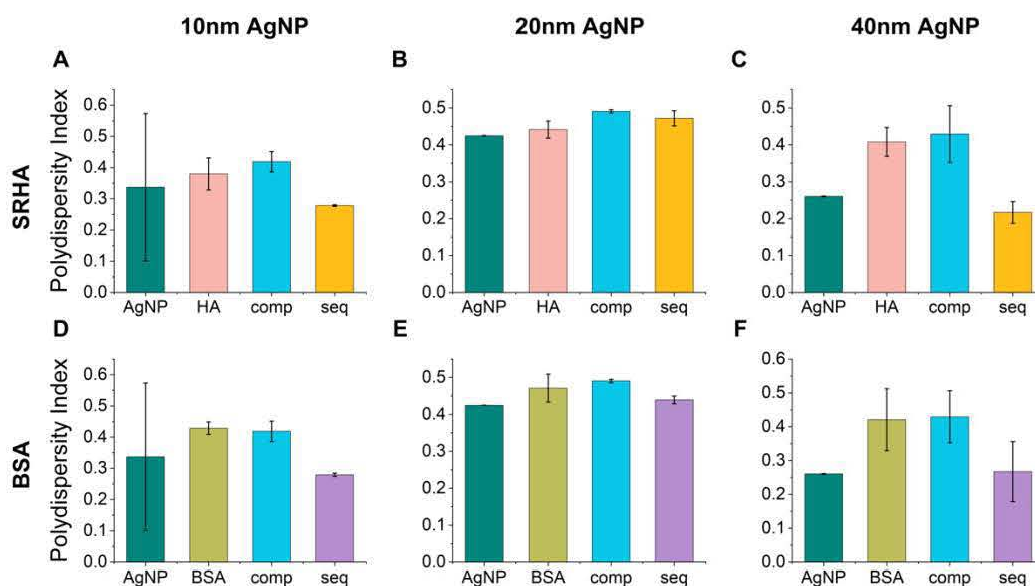 10nm AgNP 20nm AgNP 40nm AgNP
SRHA
A
Polydispersity Index
0.6
0.5
0.4
0.3
0.2
0.1
0.0
AgNP HA comp seq
B
0.5
0.4
0.3
0.2
0.1
0.0
AgNP HA comp seq
C
0.5
0.4
0.3
0.2
0.1
0.0
AgNP HA comp seq
BSA
D
Polydispersity Index
0.6
0.5
0.4
0.3
0.2
0.1
0.0
AgNP BSA comp seq
E
0.5
0.4
0.3
0.2
0.1
0.0
AgNP BSA comp seq
F
0.6
0.5
0.4
0.3
0.2
0.1
0.0
AgNP BSA comp seq